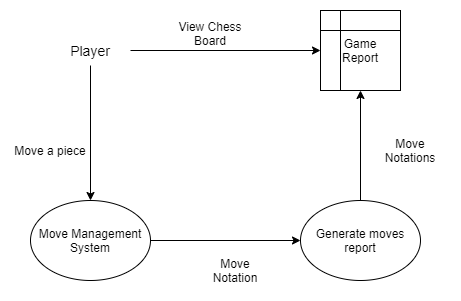 View Chess
Board
Player
Game
Report
Move a piece
Move
Notations
Move Management
System
Generate moves
report
Move
Notation